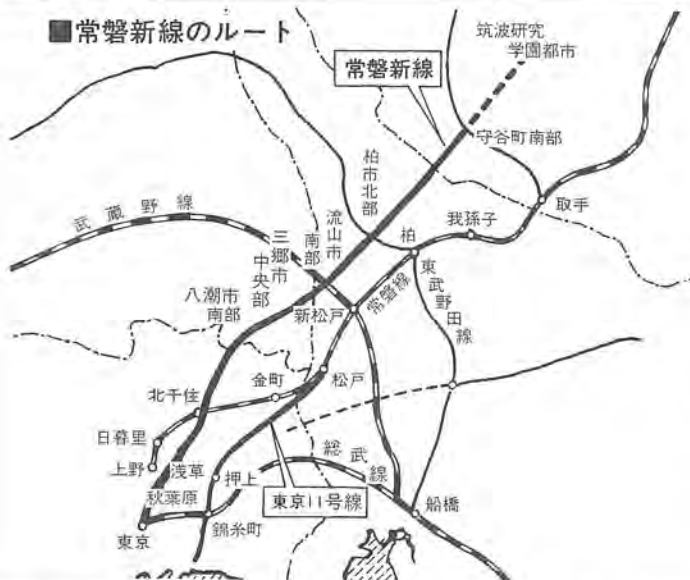 ■常磐新線のルート
筑波研究
学園都市
常磐新線
守谷町南部
柏市北部
取手
我孫子
柏
武蔵野線
流山市
南部
三郷市
中央部
八潮市
南部
新松戸
常磐線
東武野田線
金町
松戸
北千住
日暮里
上野
浅草
押上
総武線
秋葉原
東京11号線
船橋
錦糸町
東京